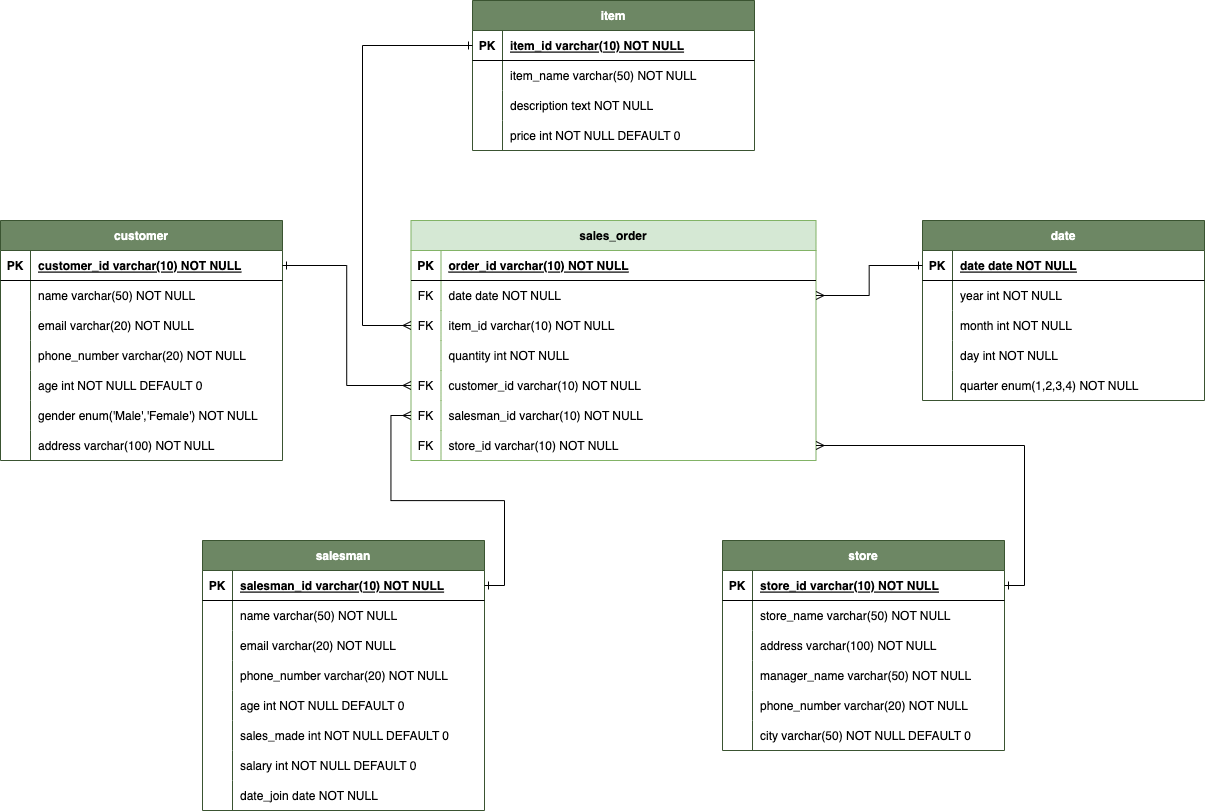 item
PK item_id varchar(10) NOT NULL
item_name varchar(50) NOT NULL
description text NOT NULL
price int NOT NULL DEFAULT 0
customer
PK customer_id varchar(10) NOT NULL
name varchar(50) NOT NULL
email varchar(20) NOT NULL
phone_number varchar(20) NOT NULL
age int NOT NULL DEFAULT 0
gender enum('Male','Female') NOT NULL
address varchar(100) NOT NULL
sales_order
PK order_id varchar(10) NOT NULL
FK date date NOT NULL
FK item_id varchar(10) NOT NULL
quantity int NOT NULL
FK customer_id varchar(10) NOT NULL
FK salesman_id varchar(10) NOT NULL
FK store_id varchar(10) NOT NULL
date
PK date date NOT NULL
year int NOT NULL
month int NOT NULL
day int NOT NULL
quarter enum(1,2,3,4) NOT NULL
salesman
PK salesman_id varchar(10) NOT NULL
name varchar(50) NOT NULL
email varchar(20) NOT NULL
phone_number varchar(20) NOT NULL
age int NOT NULL DEFAULT 0
sales_made int NOT NULL DEFAULT 0
salary int NOT NULL DEFAULT 0
date_join date NOT NULL
store
PK store_id varchar(10) NOT NULL
store_name varchar(50) NOT NULL
address varchar(100) NOT NULL
manager_name varchar(50) NOT NULL
phone_number varchar(20) NOT NULL
city varchar(50) NOT NULL DEFAULT 0